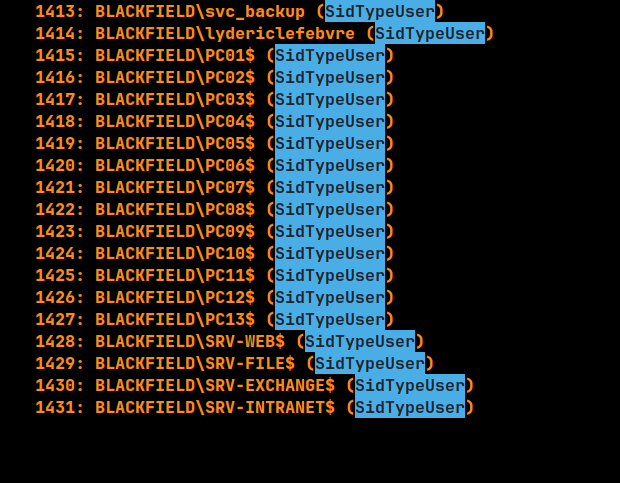 1413: BLACKFIELD\svc_backup (SidTypeUser)
1414: BLACKFIELD\lydericlefebvre (SidTypeUser)
1415: BLACKFIELD\PC01$ (SidTypeUser)
1416: BLACKFIELD\PC02$ (SidTypeUser)
1417: BLACKFIELD\PC03$ (SidTypeUser)
1418: BLACKFIELD\PC04$ (SidTypeUser)
1419: BLACKFIELD\PC05$ (SidTypeUser)
1420: BLACKFIELD\PC06$ (SidTypeUser)
1421: BLACKFIELD\PC07$ (SidTypeUser)
1422: BLACKFIELD\PC08$ (SidTypeUser)
1423: BLACKFIELD\PC09$ (SidTypeUser)
1424: BLACKFIELD\PC10$ (SidTypeUser)
1425: BLACKFIELD\PC11$ (SidTypeUser)
1426: BLACKFIELD\PC12$ (SidTypeUser)
1427: BLACKFIELD\PC13$ (SidTypeUser)
1428: BLACKFIELD\SRV-WEB$ (SidTypeUser)
1429: BLACKFIELD\SRV-FILE$ (SidTypeUser)
1430: BLACKFIELD\SRV-EXCHANGE$ (SidTypeUser)
1431: BLACKFIELD\SRV-INTRANET$ (SidTypeUser)